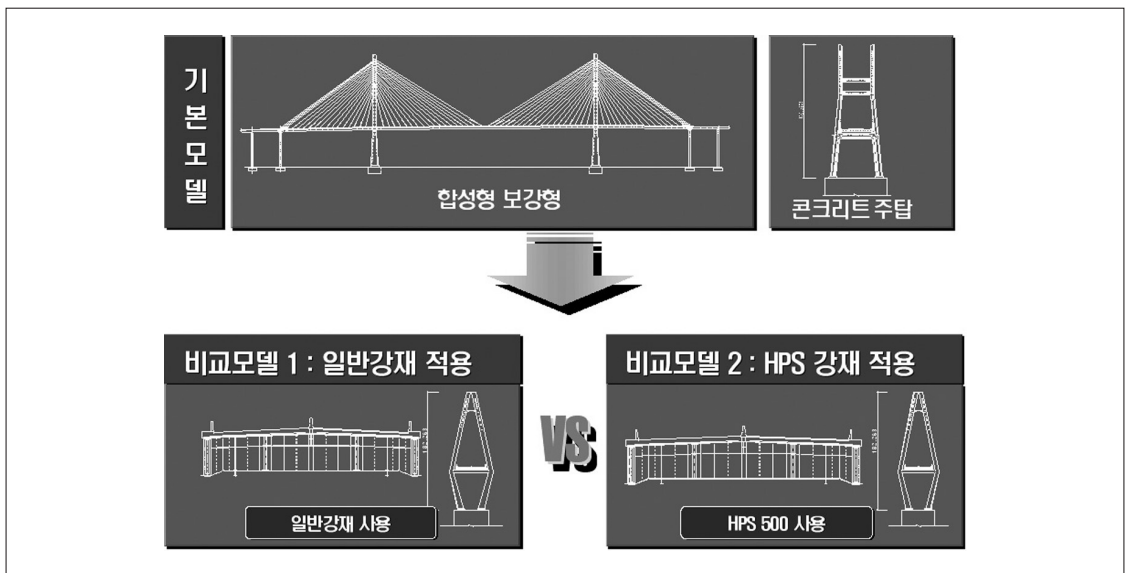 기본모델
합성형 보강형
콘크리트 주탑
비교모델 1 : 일반강재 적용
비교모델 2 : HPS 강재 적용
VS
일반강재 사용
HPS 500 사용